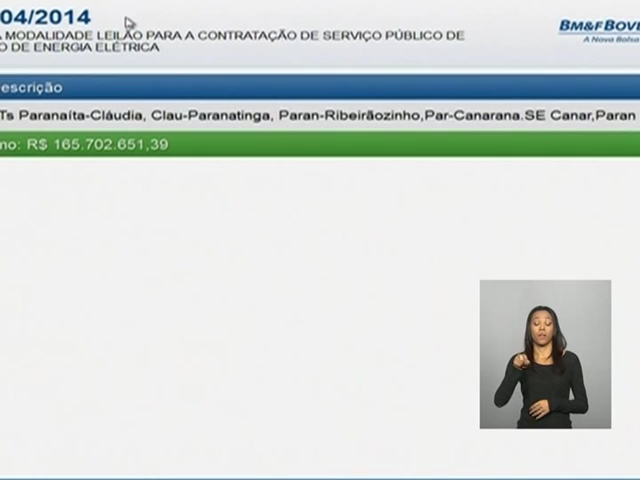 04/2014
A MODALIDADE LEILÃO PARA A CONTRATAÇÃO DE SERVIÇO PÚBLICO DE
O DE ENERGIA ELÉTRICA
BM&FBOVE
A Nova Bolsa
escrição
Ts Paranaíta-Cláudia, Clau-Paranatinga, Paran-Ribeirãozinho,Par-Canarana.SE Canar,Paran
mo: R$ 165.702.651,39